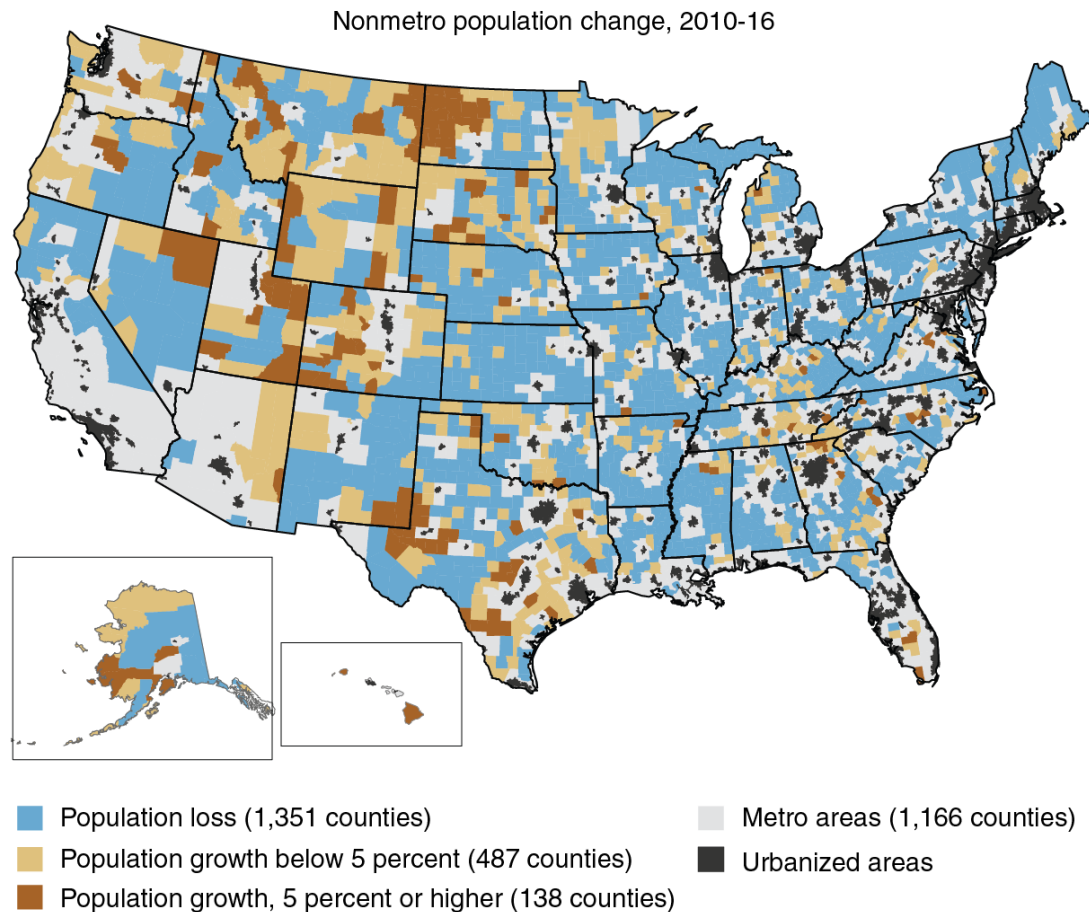 Nonmetro population change, 2010-16
Population loss (1,351 counties)
Population growth below 5 percent (487 counties)
Population growth, 5 percent or higher (138 counties)
Metro areas (1,166 counties)
Urbanized areas